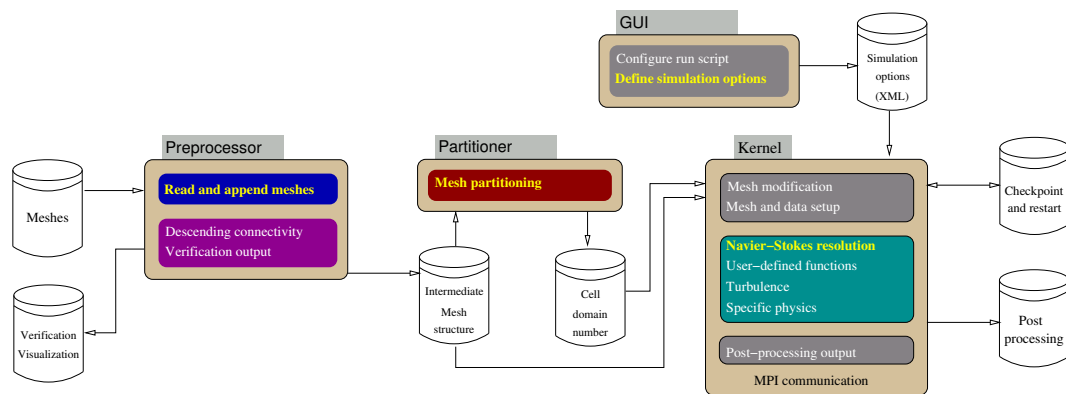 GUI
Configure run script
Define simulation options
Simulation
options
(XML)
Preprocessor
Read and append meshes
Descending connectivity
Verification output
Meshes
Verification
Visualization
Partitioner
Mesh partitioning
Intermediate
Mesh
structure
Cell
domain
number
Kernel
Mesh modification
Mesh and data setup
Navier−Stokes resolution
User−defined functions
Turbulence
Specific physics
Post−processing output
MPI communication
Checkpoint
and restart
Post
processing